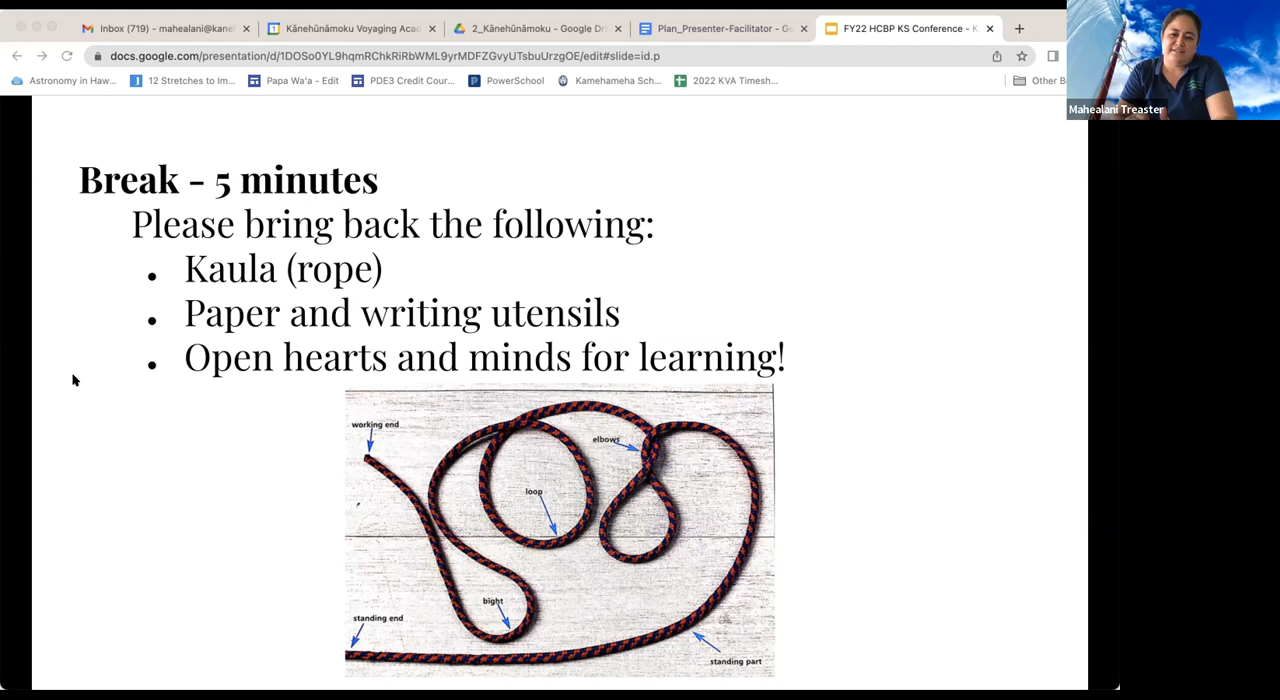 Inbox (719) - mahealani@kane
Kānehūnāmoku Voyaging Acad
2_Kānehūnāmoku - Google Dri
Plan_Presenter-Facilitator - Go
FY22 HCBP KS Conference - K
docs.google.com/presentation/d/1DOSo0YL9hqmRChkRiRbWML9yrMDFZGvyUTsbuUrzgOE/edit#slide=id.p
Astronomy in Haw...
12 Stretches to Im...
Papa Wa'a - Edit
PDE3 Credit Cour...
PowerSchool
Kamehameha Sch...
2022 KVA Timesh...
Other B
Mahealani Treaster
Break - 5 minutes
Please bring back the following:
• Kaula (rope)
• Paper and writing utensils
• Open hearts and minds for learning!
working end
elbows
loop
bight
standing end
standing part